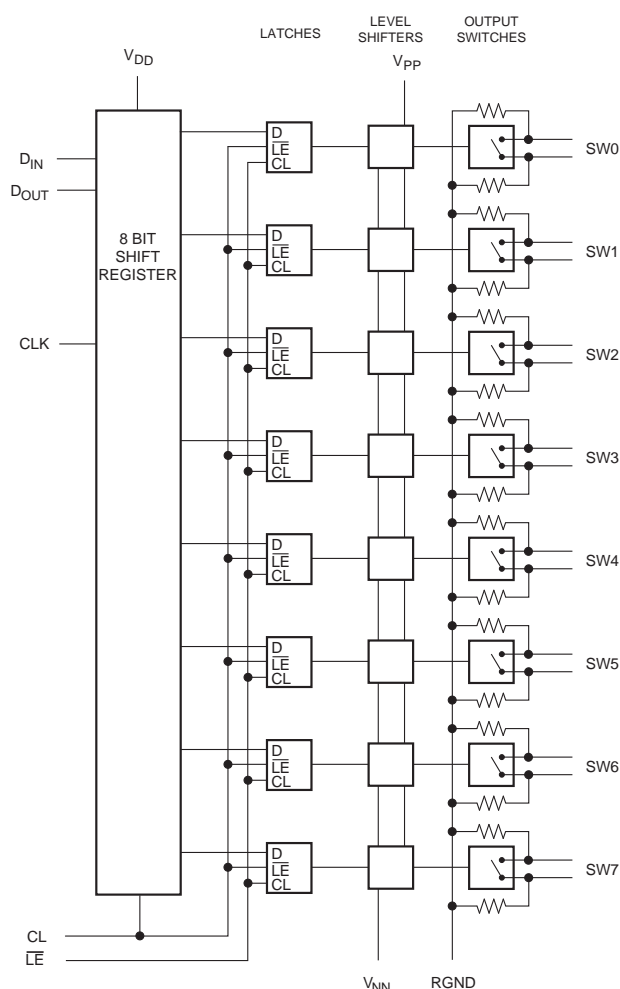 LATCHES
LEVEL
SHIFTERS
OUTPUT
SWITCHES
VDD
VPP
DIN
DOUT
8 BIT
SHIFT
REGISTER
CLK
D
LE
CL
SW0
D
LE
CL
SW1
D
LE
CL
SW2
D
LE
CL
SW3
D
LE
CL
SW4
D
LE
CL
SW5
D
LE
CL
SW6
D
LE
CL
SW7
CL
LE
VNN
RGND